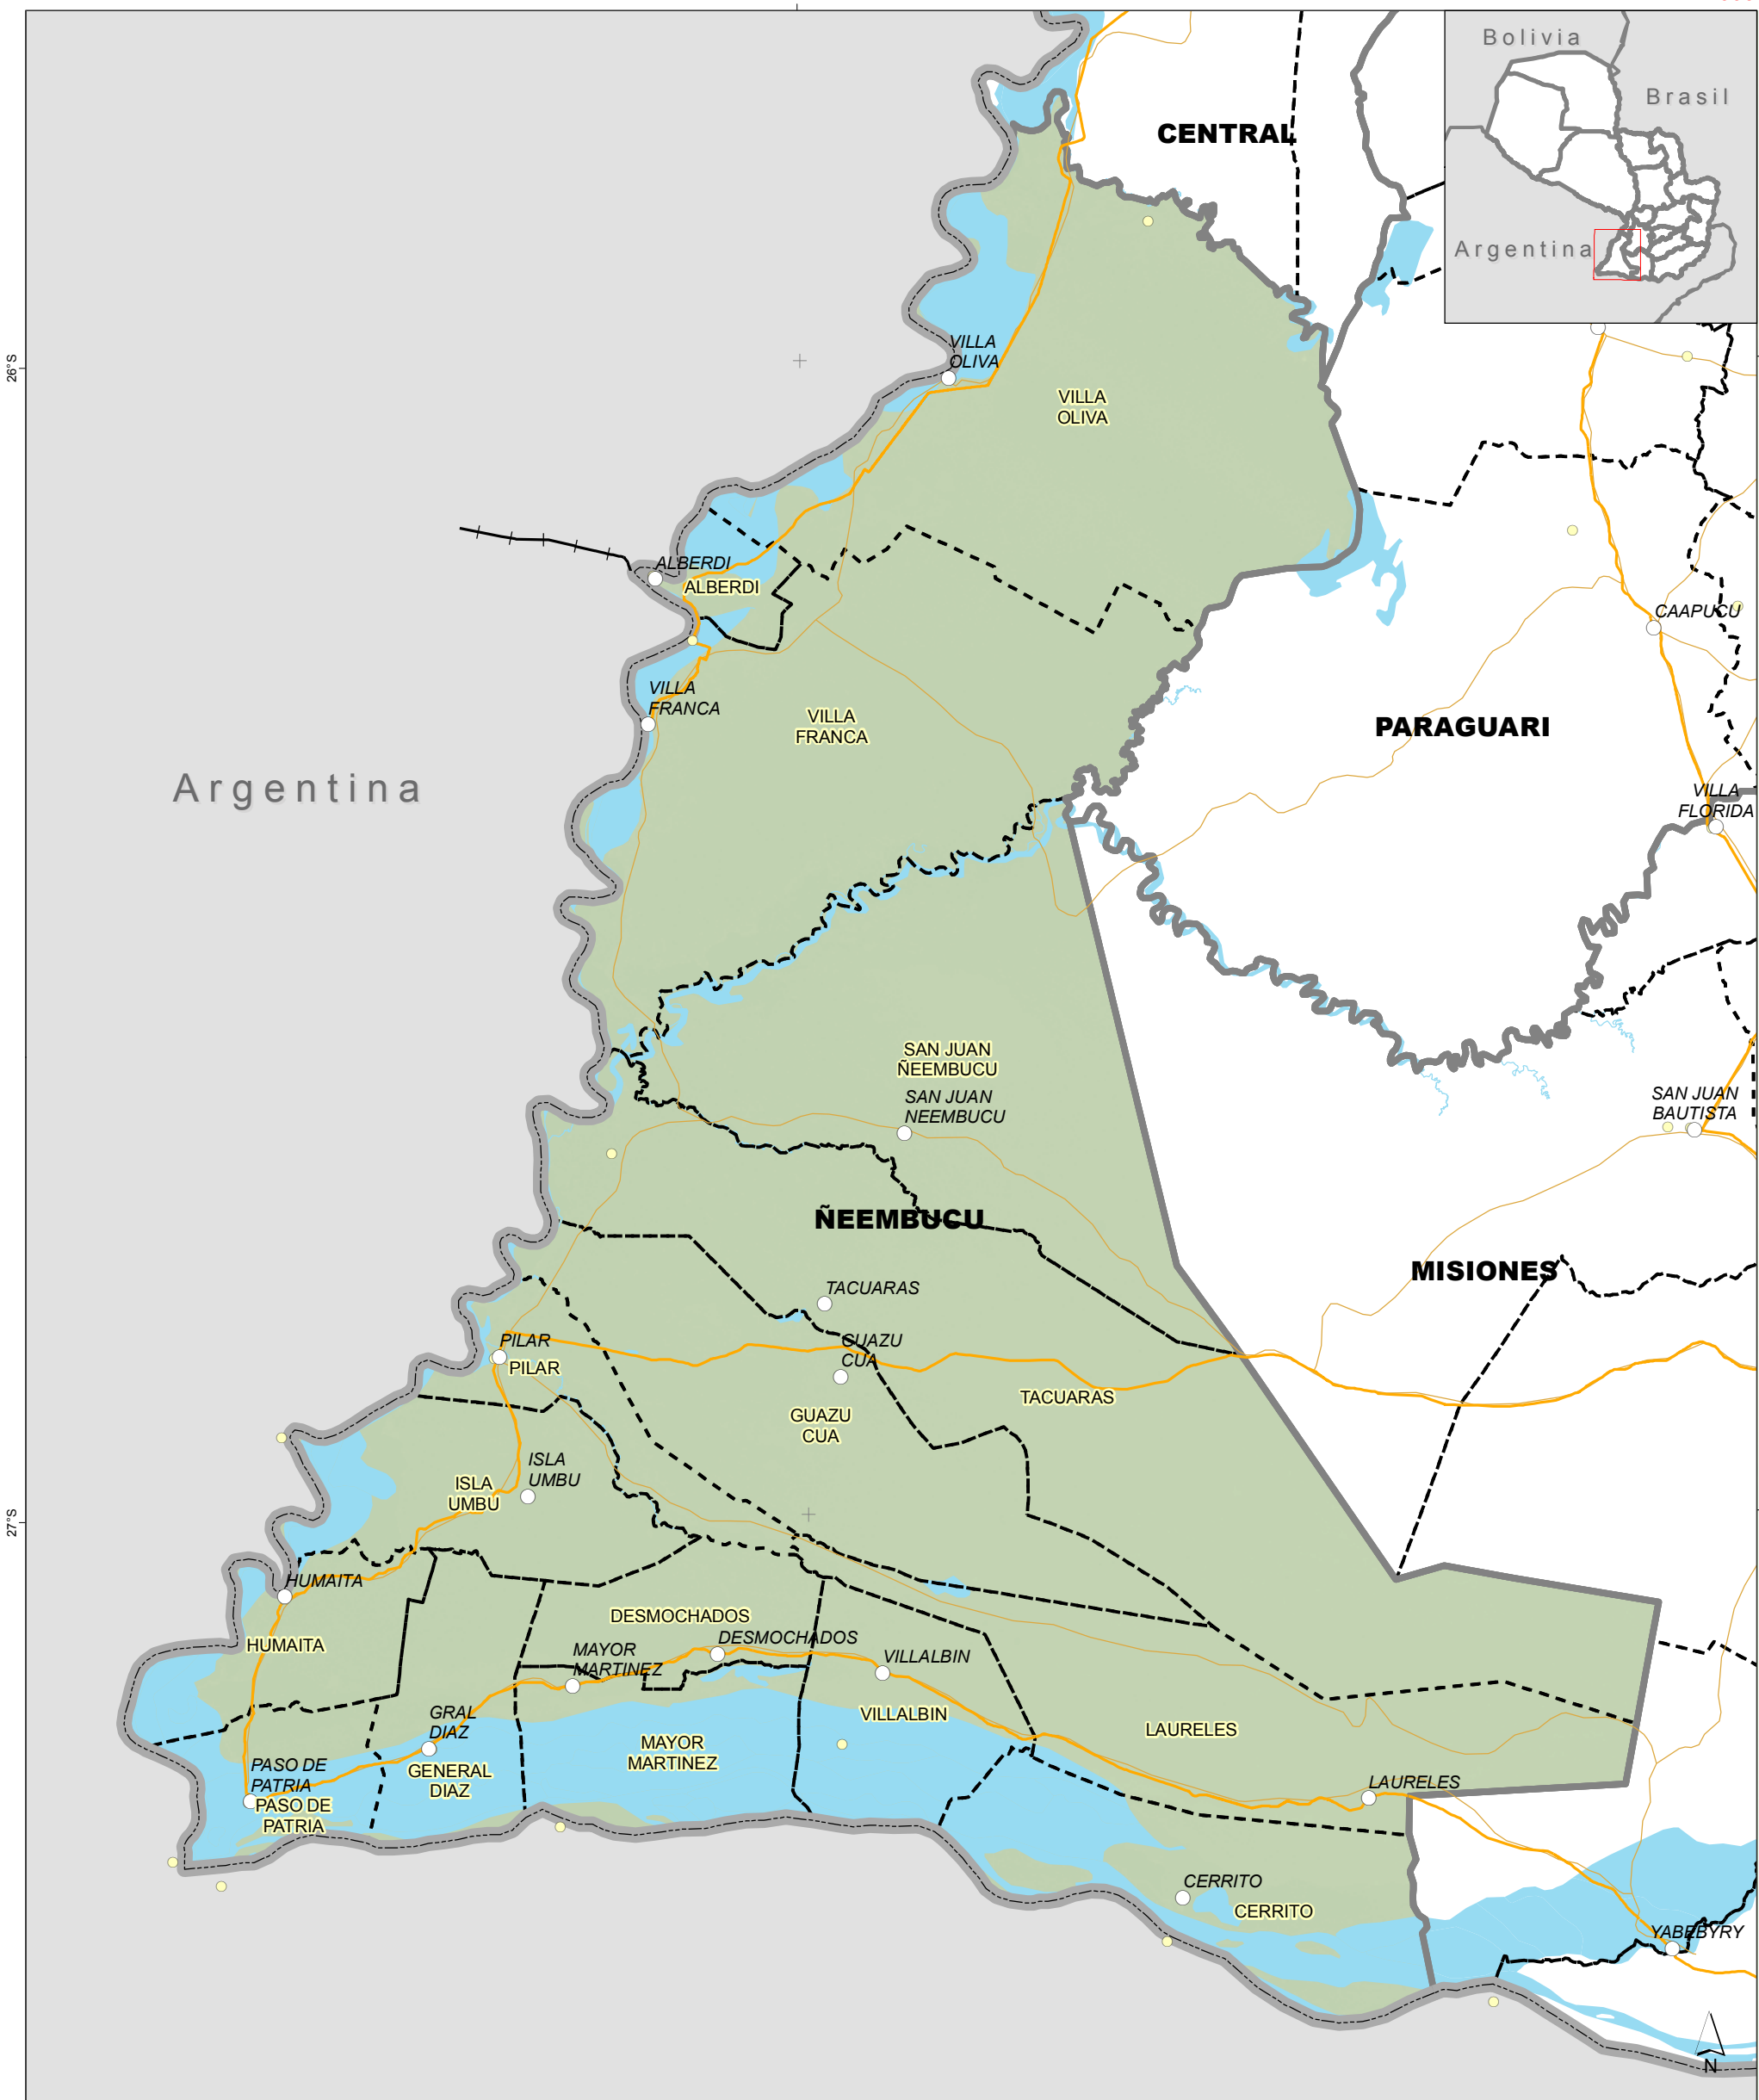 Bolivia
Brasil
Argentina
CENTRAL
26°S
VILLA
OLIVA
VILLA
OLIVA
ALBERDI
ALBERDI
CAAPUCU
VILLA
FRANCA
VILLA
FRANCA
PARAGUARI
Argentina
VILLA
FLORIDA
SAN JUAN
ÑEEMBUCU
SAN JUAN
NEEMBUCU
SAN JUAN
BAUTISTA
ÑEEMBUCU
MISIONES
TACUARAS
PILAR
PILAR
GUAZU
CUA
TACUARAS
GUAZU
CUA
ISLA
UMBU
ISLA
UMBU
27°S
HUMAITA
HUMAITA
DESMOCHADOS
DESMOCHADOS
MAYOR
MARTINEZ
VILLALBIN
VILLALBIN
GRAL
DIAZ
LAURELES
MAYOR
MARTINEZ
GENERAL
DIAZ
PASO DE
PATRIA
PASO DE
PATRIA
LAURELES
CERRITO
CERRITO
YABEBYRY
N